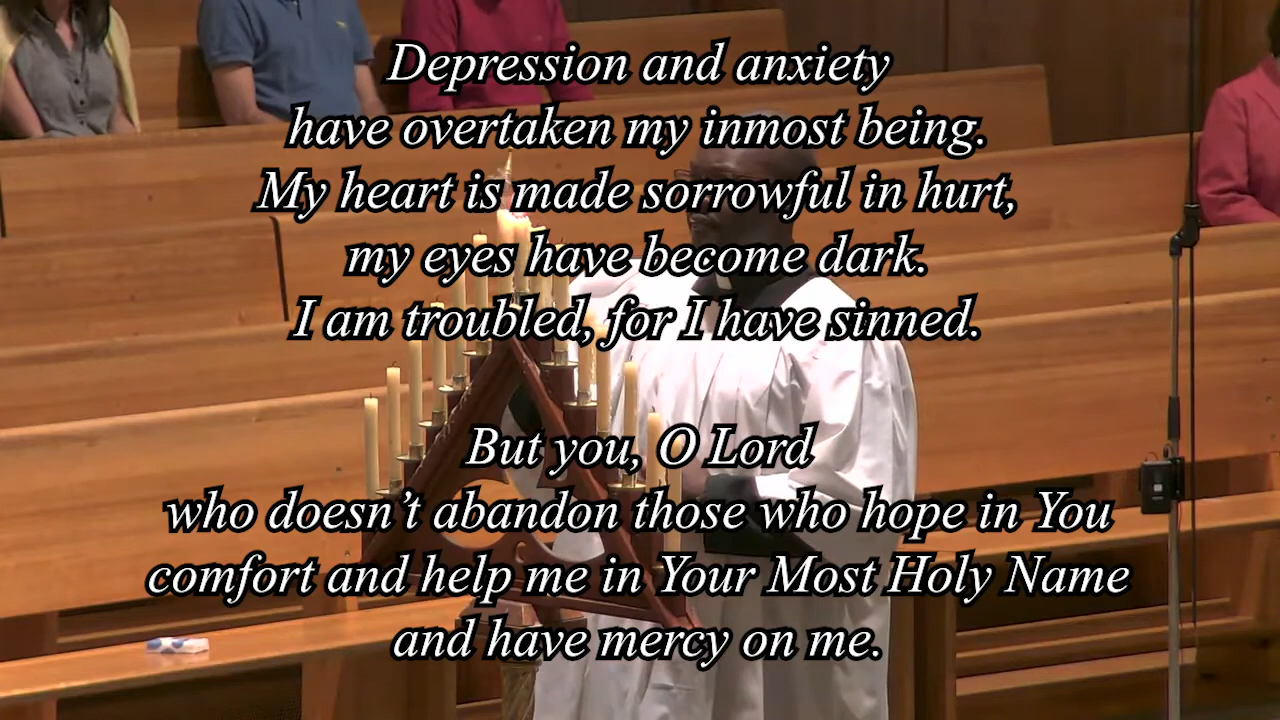 Depression and anxiety
have overtaken my inmost being.
My heart is made sorrowful in hurt,
my eyes have become dark.
I am troubled, for I have sinned.
But you, O Lord
who doesn’t abandon those who hope in You
comfort and help me in Your Most Holy Name
and have mercy on me.